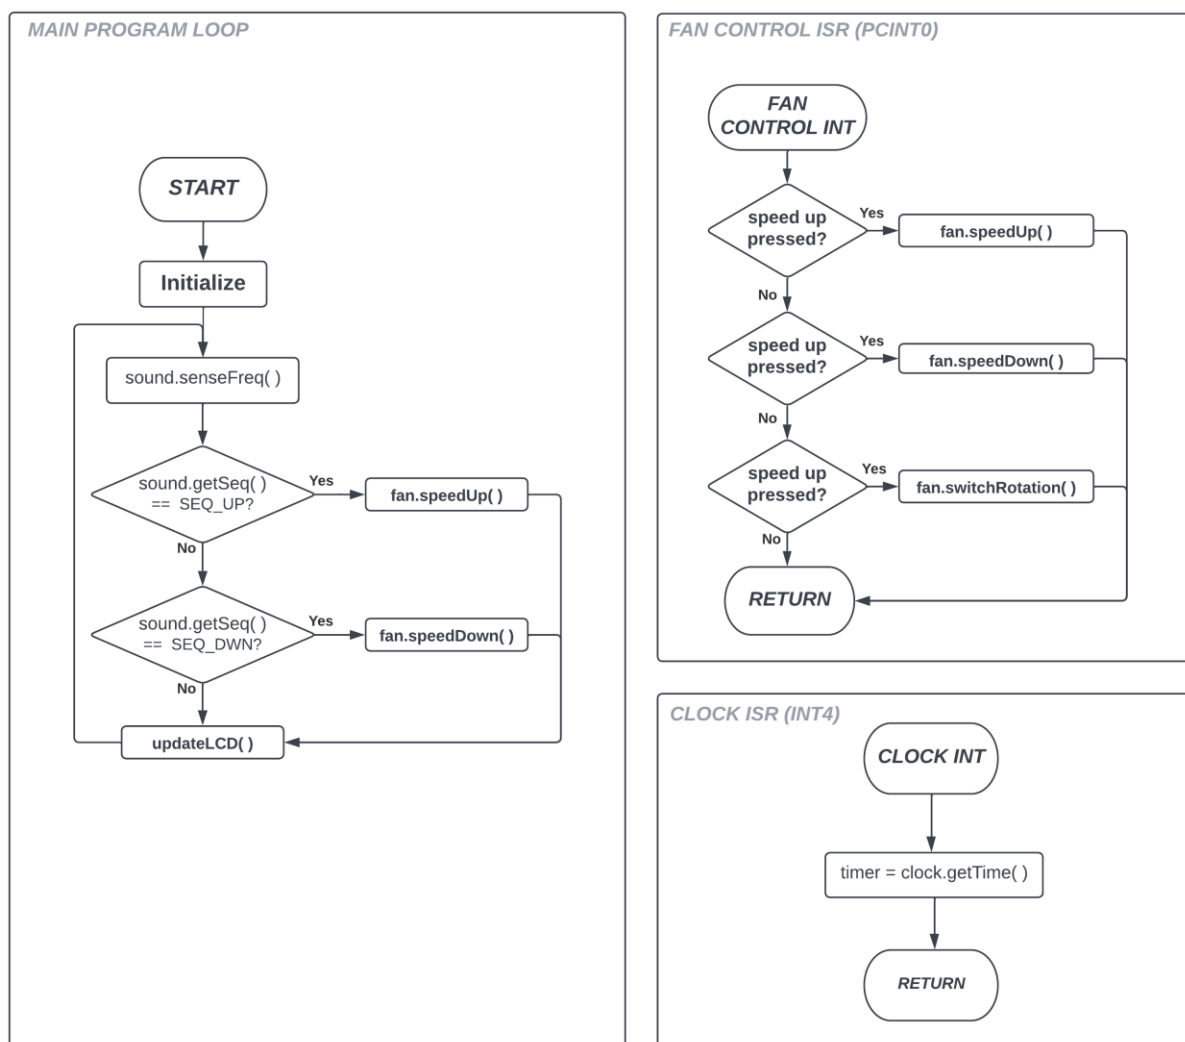 MAIN PROGRAM LOOP
START
Initialize
sound.senseFreq( )
sound.getSeq( )
== SEQ_UP?
Yes
fan.speedUp( )
No
sound.getSeq( )
== SEQ_DWN?
Yes
fan.speedDown( )
No
updateLCD( )
FAN CONTROL ISR (PCINT0)
FAN
CONTROL INT
speed up
pressed?
Yes
fan.speedUp( )
No
speed up
pressed?
Yes
fan.speedDown( )
No
speed up
pressed?
Yes
fan.switchRotation( )
No
RETURN
CLOCK ISR (INT4)
CLOCK INT
timer = clock.getTime( )
RETURN